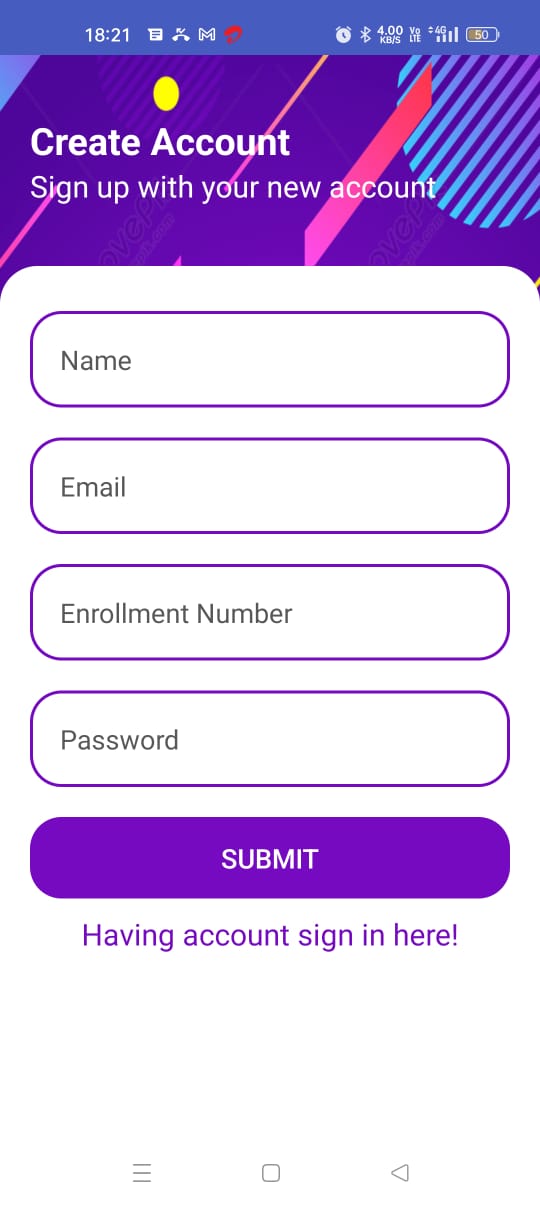 18:21 4.00 KB/S Vo LTE 4G 50
Create Account
Sign up with your new account
Name
Email
Enrollment Number
Password
SUBMIT
Having account sign in here!